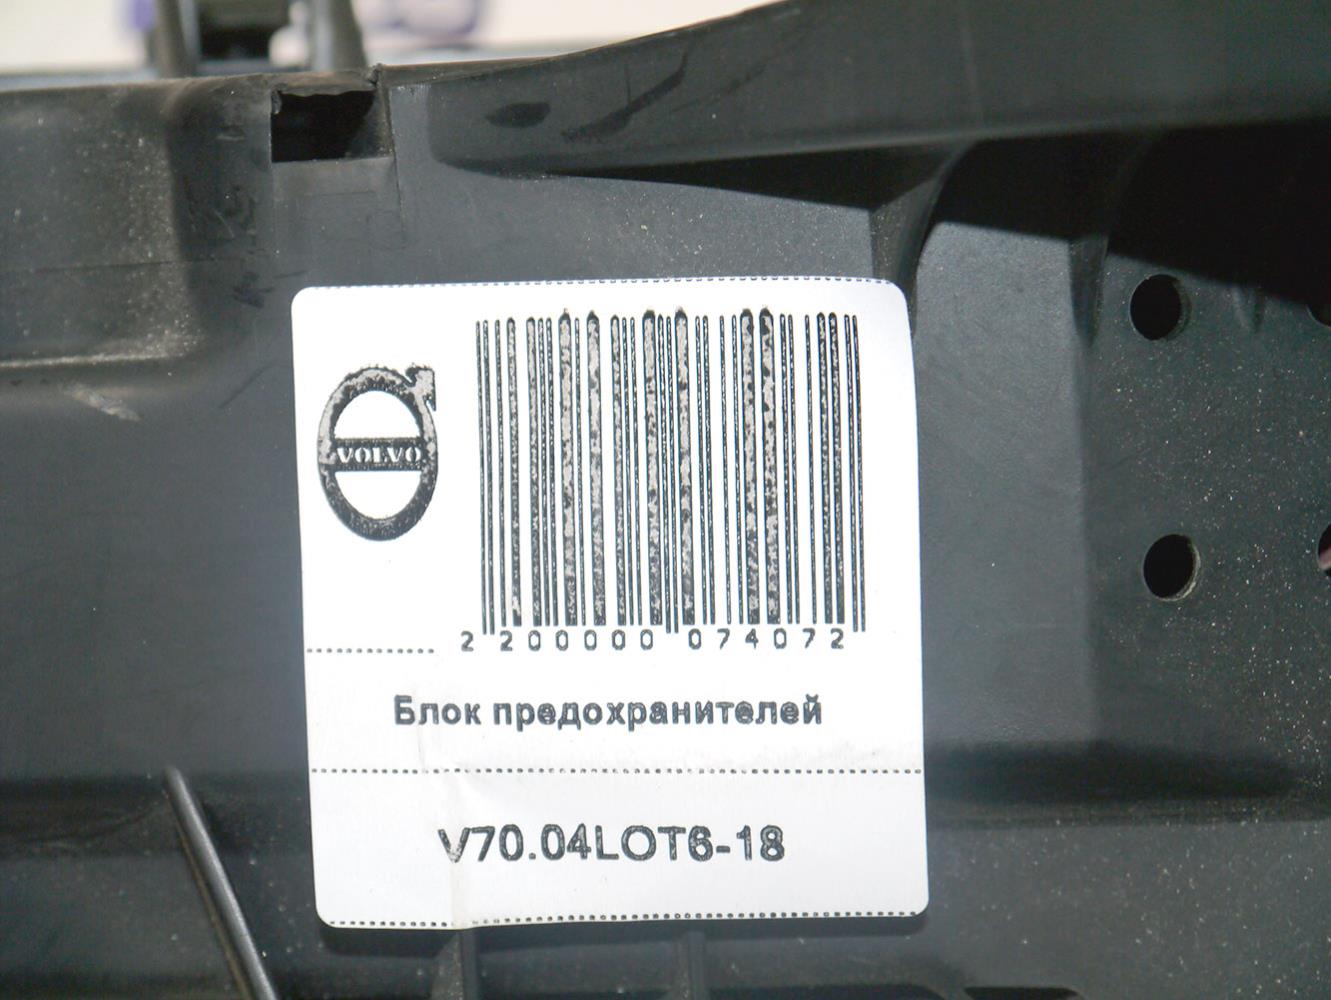 VOLVO
2 200000 074072
Блок предохранителей
V70.04LOT6-18